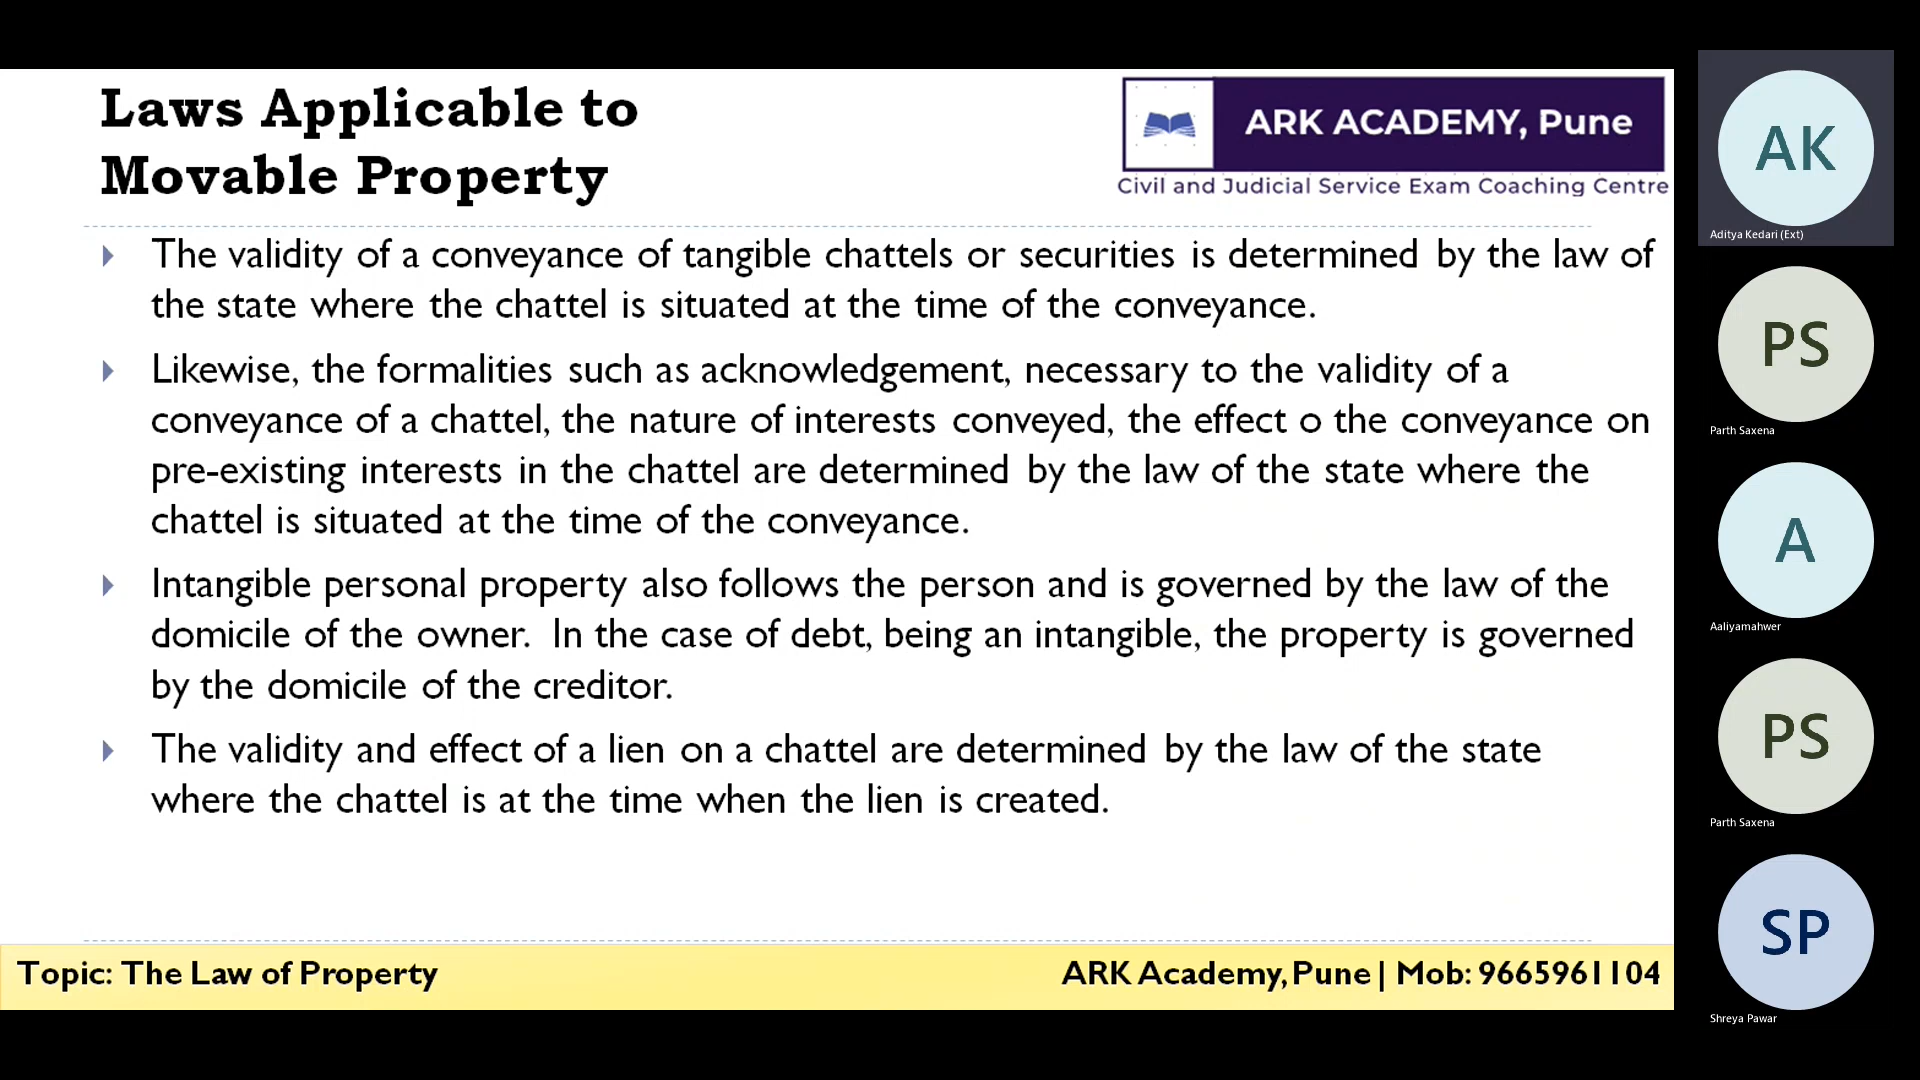 Laws Applicable to
Movable Property
ARK ACADEMY, Pune
Civil and Judicial Service Exam Coaching Centre
The validity of a conveyance of tangible chattels or securities is determined by the law of
the state where the chattel is situated at the time of the conveyance.
Likewise, the formalities such as acknowledgement, necessary to the validity of a
conveyance of a chattel, the nature of interests conveyed, the effect o the conveyance on
pre-existing interests in the chattel are determined by the law of the state where the
chattel is situated at the time of the conveyance.
Intangible personal property also follows the person and is governed by the law of the
domicile of the owner. In the case of debt, being an intangible, the property is governed
by the domicile of the creditor.
The validity and effect of a lien on a chattel are determined by the law of the state
where the chattel is at the time when the lien is created.
Topic: The Law of Property
ARK Academy, Pune | Mob: 9665961104
AK
Aditya Kedari (Ext)
PS
Parth Saxena
A
Aaliyamahwer
PS
Parth Saxena
SP
Shreya Pawar